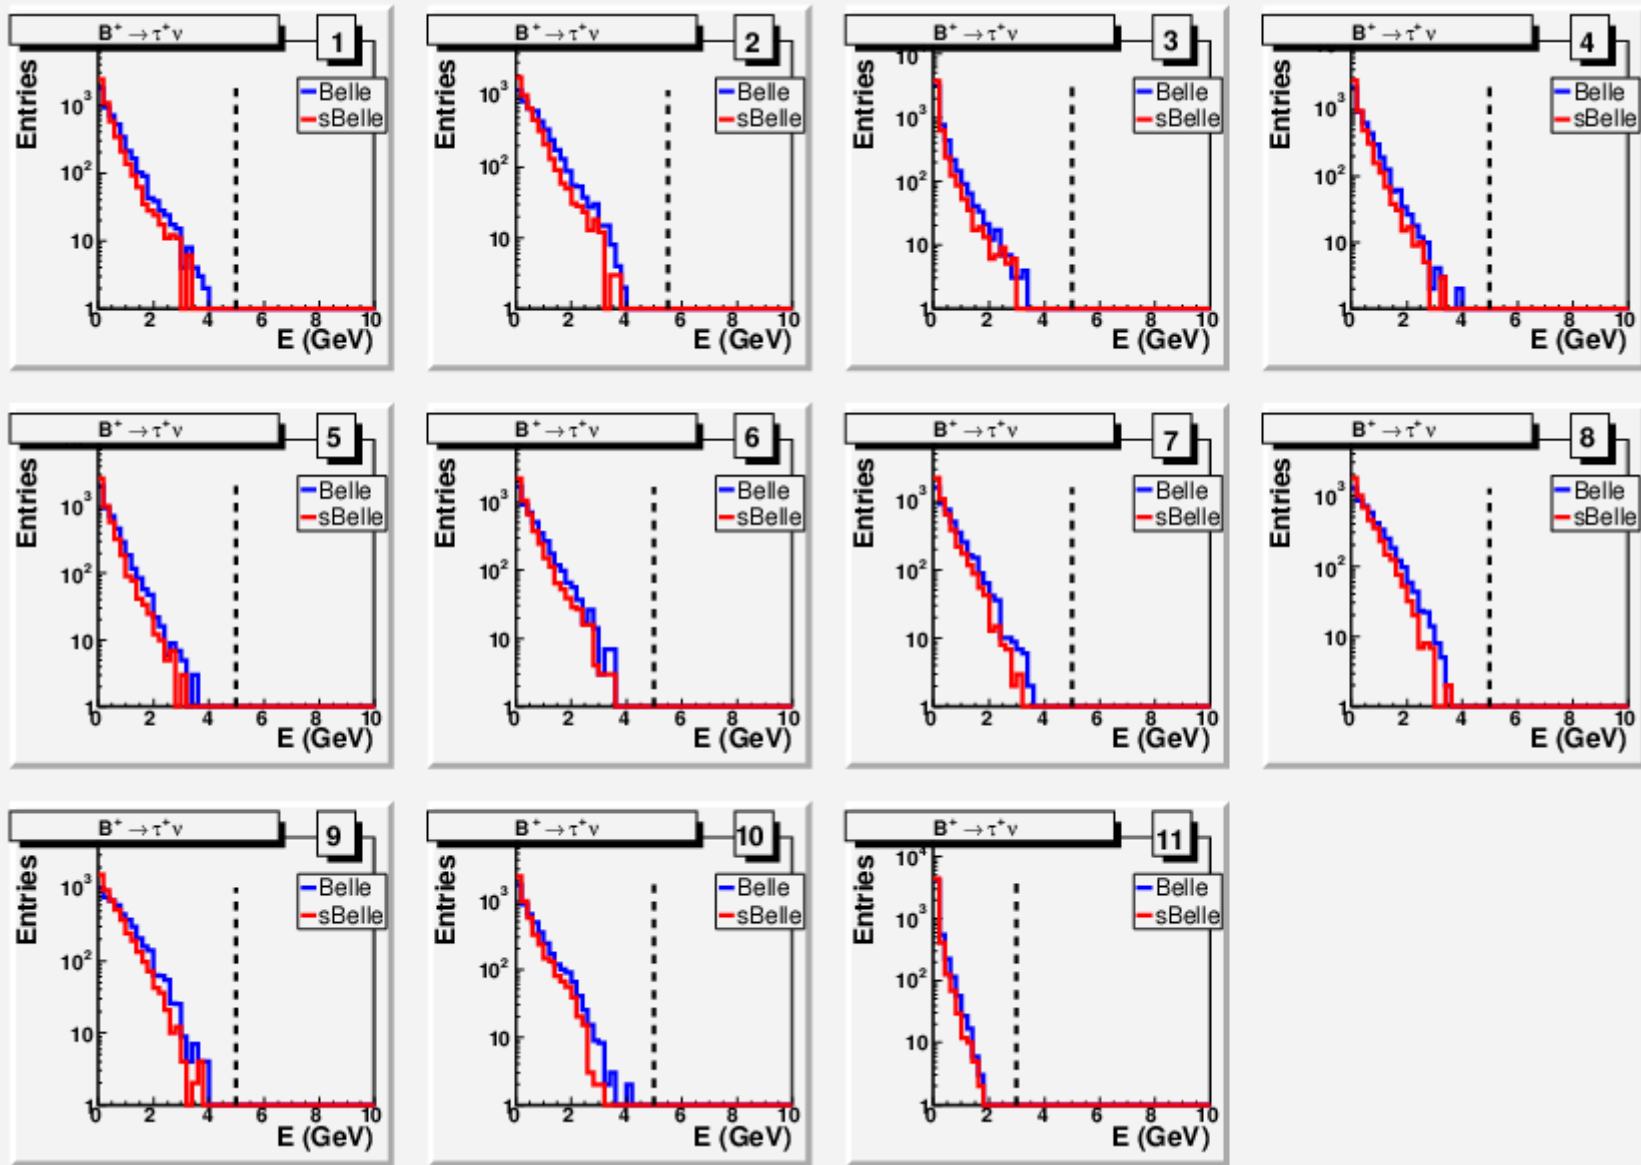 B⁺ → τ⁺ν 1
Entries
Belle
sBelle
10³
10²
10
1
0 2 4 6 8 10
E (GeV)
B⁺ → τ⁺ν 2
Entries
Belle
sBelle
10³
10²
10
1
0 2 4 6 8 10
E (GeV)
B⁺ → τ⁺ν 3
Entries
Belle
sBelle
10
10³
10²
10
1
0 2 4 6 8 10
E (GeV)
B⁺ → τ⁺ν 4
Entries
Belle
sBelle
10³
10²
10
1
0 2 4 6 8 10
E (GeV)
B⁺ → τ⁺ν 5
Entries
Belle
sBelle
10³
10²
10
1
0 2 4 6 8 10
E (GeV)
B⁺ → τ⁺ν 6
Entries
Belle
sBelle
10³
10²
10
1
0 2 4 6 8 10
E (GeV)
B⁺ → τ⁺ν 7
Entries
Belle
sBelle
10³
10²
10
1
0 2 4 6 8 10
E (GeV)
B⁺ → τ⁺ν 8
Entries
Belle
sBelle
10³
10²
10
1
0 2 4 6 8 10
E (GeV)
B⁺ → τ⁺ν 9
Entries
Belle
sBelle
10³
10²
10
1
0 2 4 6 8 10
E (GeV)
B⁺ → τ⁺ν 10
Entries
Belle
sBelle
10³
10²
10
1
0 2 4 6 8 10
E (GeV)
B⁺ → τ⁺ν 11
Entries
Belle
sBelle
10⁴
10³
10²
10
1
0 2 4 6 8 10
E (GeV)